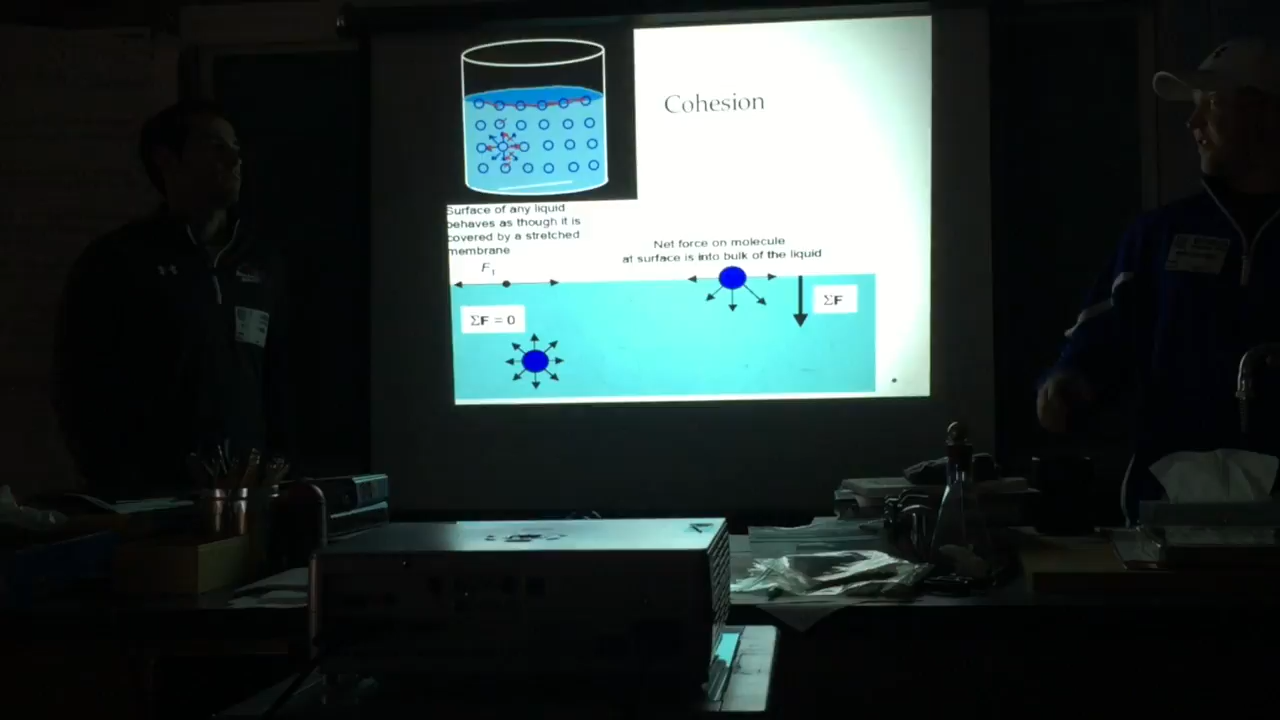 Cohesion
Surface of any liquid
behaves as though it is
covered by a stretched
membrane
F₁
Net force on molecule
at surface is into bulk of the liquid
ΣF = 0
ΣF